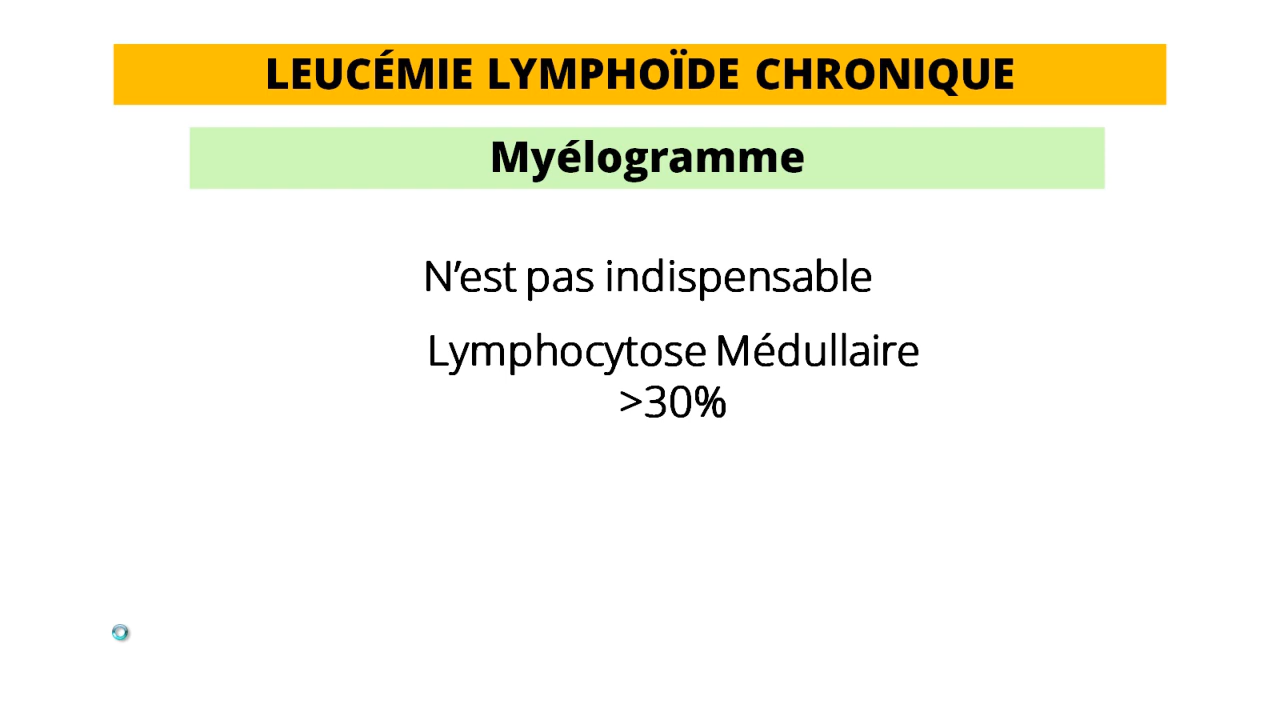 LEUCÉMIE LYMPHOÏDE CHRONIQUE
Myélogramme
N’est pas indispensable
Lymphocytose Médullaire
>30%